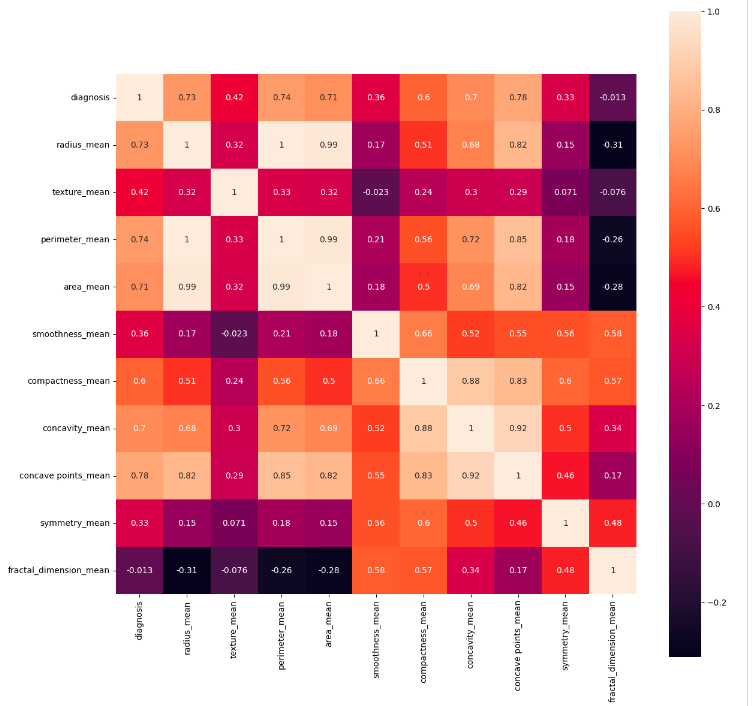 diagnosis 1 0.73 0.42 0.74 0.71 0.36 0.6 0.7 0.78 0.33 -0.013
radius_mean 0.73 1 0.32 1 0.99 0.17 0.51 0.68 0.82 0.15 -0.31
texture_mean 0.42 0.32 1 0.33 0.32 -0.023 0.24 0.3 0.29 0.071 -0.076
perimeter_mean 0.74 1 0.33 1 0.99 0.21 0.56 0.72 0.85 0.18 -0.26
area_mean 0.71 0.99 0.32 0.99 1 0.18 0.5 0.69 0.82 0.15 -0.28
smoothness_mean 0.36 0.17 -0.023 0.21 0.18 1 0.66 0.52 0.55 0.56 0.58
compactness_mean 0.6 0.51 0.24 0.56 0.5 0.66 1 0.88 0.83 0.6 0.57
concavity_mean 0.7 0.68 0.3 0.72 0.69 0.52 0.88 1 0.92 0.5 0.34
concave points_mean 0.78 0.82 0.29 0.85 0.82 0.55 0.83 0.92 1 0.46 0.17
symmetry_mean 0.33 0.15 0.071 0.18 0.15 0.56 0.6 0.5 0.46 1 0.48
fractal_dimension_mean -0.013 -0.31 -0.076 -0.26 -0.28 0.58 0.57 0.34 0.17 0.48 1
diagnosis
radius_mean
texture_mean
perimeter_mean
area_mean
smoothness_mean
compactness_mean
concavity_mean
concave points_mean
symmetry_mean
fractal_dimension_mean
1.0
0.8
0.6
0.4
0.2
0.0
−0.2